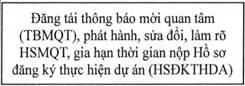 Đăng tải thông báo mời quan tâm
(TBMQT), phát hành, sửa đổi, làm rõ
HSMQT, gia hạn thời gian nộp Hồ sơ
đăng ký thực hiện dự án (HSĐKTHDA)